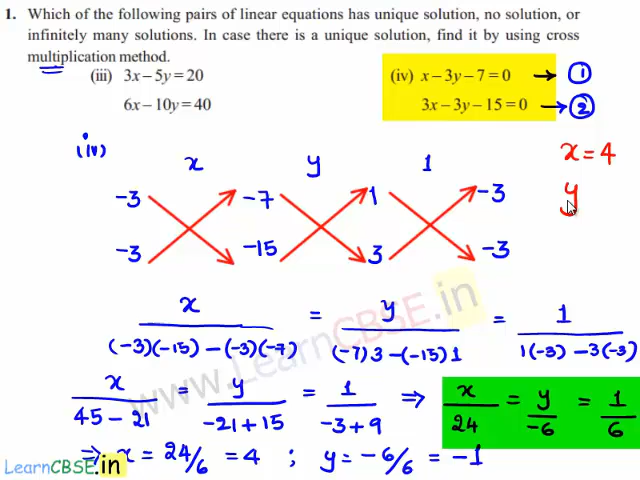 1. Which of the following pairs of linear equations has unique solution, no solution, or
infinitely many solutions. In case there is a unique solution, find it by using cross
multiplication method.
(iii) 3x – 5y = 20 (iv) x – 3y – 7 = 0 → ①
6x – 10y = 40 3x – 3y – 15 = 0 → ②
(iv) x y 1 x = 4
-3 -7 1 -3 y
-3 -15 3 -3
x/((-3)(-15) - (-3)(-7)) = y/((-7)3 - (-15)1) = 1/(1(-3) - 3(-3))
x/(45 - 21) = y/(-21 + 15) = 1/(-3 + 9) ⇒ x/24 = y/-6 = 1/6
⇒ x = 24/6 = 4 ; y = -6/6 = -1
www.LearnCBSE.in
LearnCBSE.in